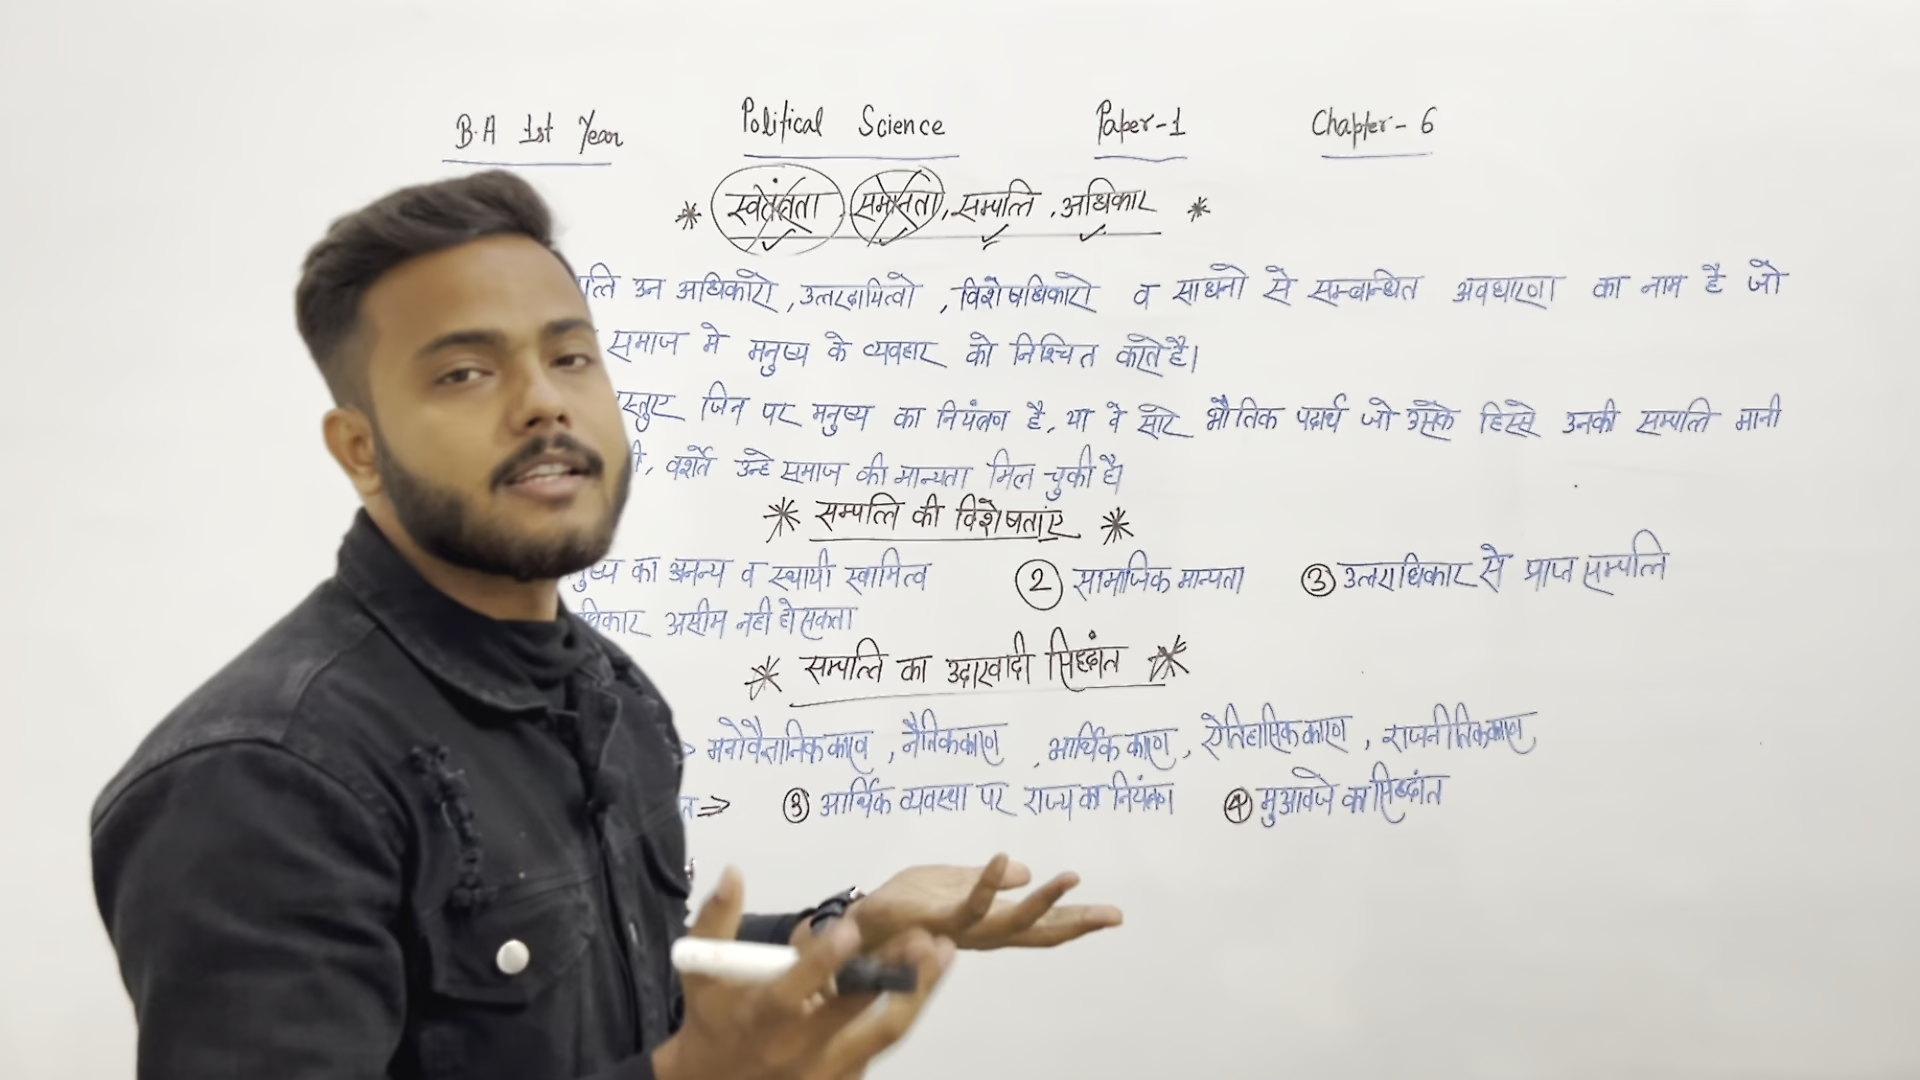 B.A 1st Year Political Science Paper-1 Chapter-6
* स्वतंत्रता, समानता, सम्पत्ति, अधिकार *
उन अधिकारो, उत्तरदायित्वो, विशेषधिकारो व साधनो से सम्बन्धित अवधारणा का नाम है जो
समाज मे मनुष्य के व्यवहार को निश्चित करते है।
जिन पर मनुष्य का नियंत्रण है, या वे सारे भौतिक पदार्थ जो उसके हिस्से उनकी सम्पत्ति मानी
, वशर्ते उन्हे समाज की मान्यता मिल चुकी है।
* सम्पत्ति की विशेषताएं *
का अनन्य व स्थायी स्वामित्व ② सामाजिक मान्यता ③ उत्तराधिकार से प्राप्त सम्पत्ति
असीम नही हो सकता
* सम्पत्ति का उदारवादी सिद्धांत *
> मनोवैज्ञानिक कारण, नैतिक कारण, आर्थिक कारण, ऐतिहासिक कारण, राजनीतिक कारण,
⇒ ③ आर्थिक व्यवस्था पर राज्य का नियंत्रण ④ मुआवजे का सिद्धांत